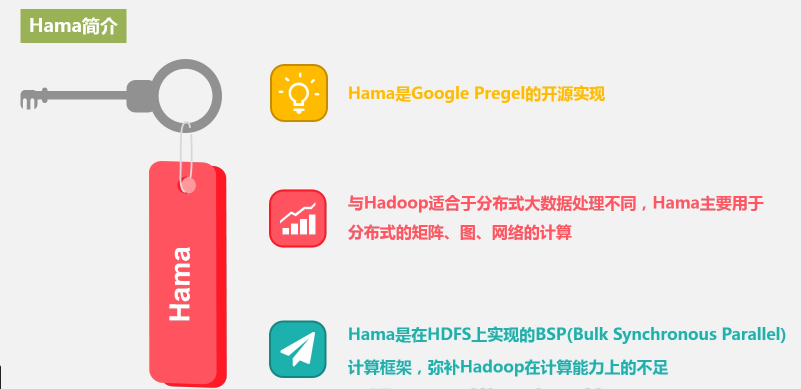 Hama简介
Hama是Google Pregel的开源实现
与Hadoop适合于分布式大数据处理不同，Hama主要用于
分布式的矩阵、图、网络的计算
Hama
Hama是在HDFS上实现的BSP(Bulk Synchronous Parallel)
计算框架，弥补Hadoop在计算能力上的不足